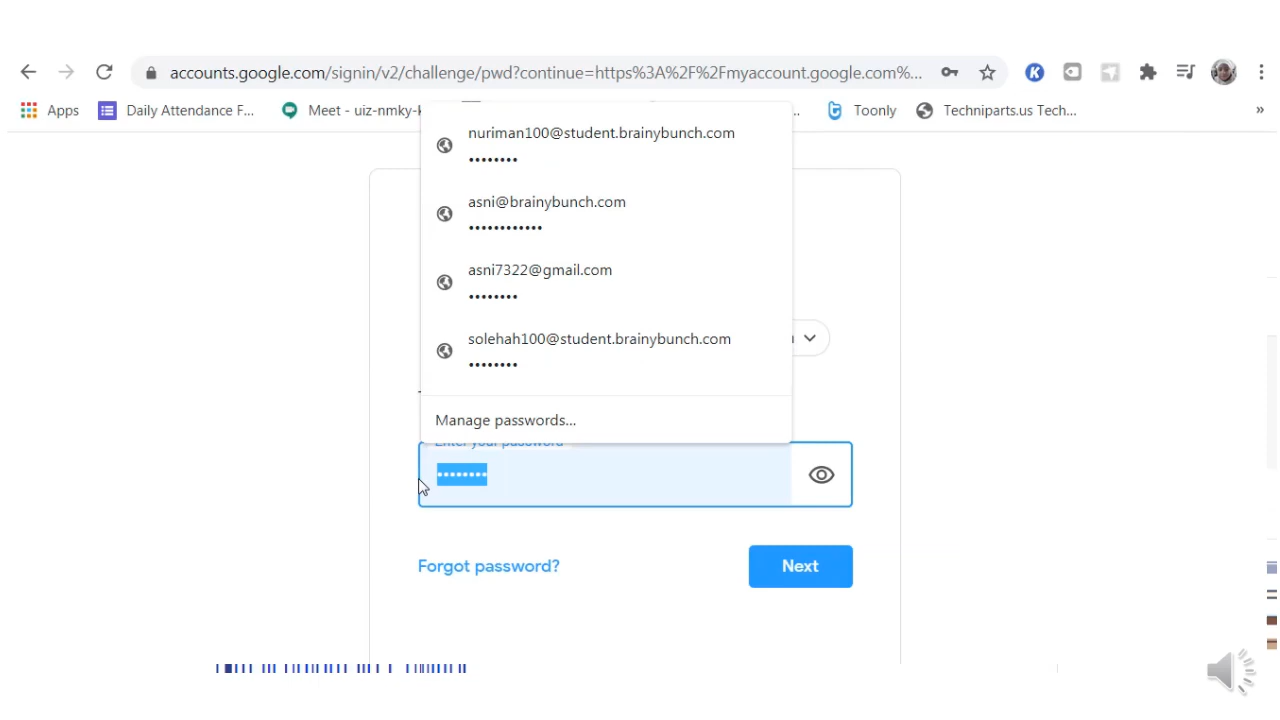 accounts.google.com/signin/v2/challenge/pwd?continue=https%3A%2F%2Fmyaccount.google.com%...
Apps
Daily Attendance F...
Meet - uiz-nmky-k
...
Toonly
Techniparts.us Tech...
»
nuriman100@student.brainybunch.com
••••••••
asni@brainybunch.com
••••••••••••
asni7322@gmail.com
••••••••
solehah100@student.brainybunch.com
••••••••
Manage passwords...
Enter your password
••••••••
Forgot password?
Next